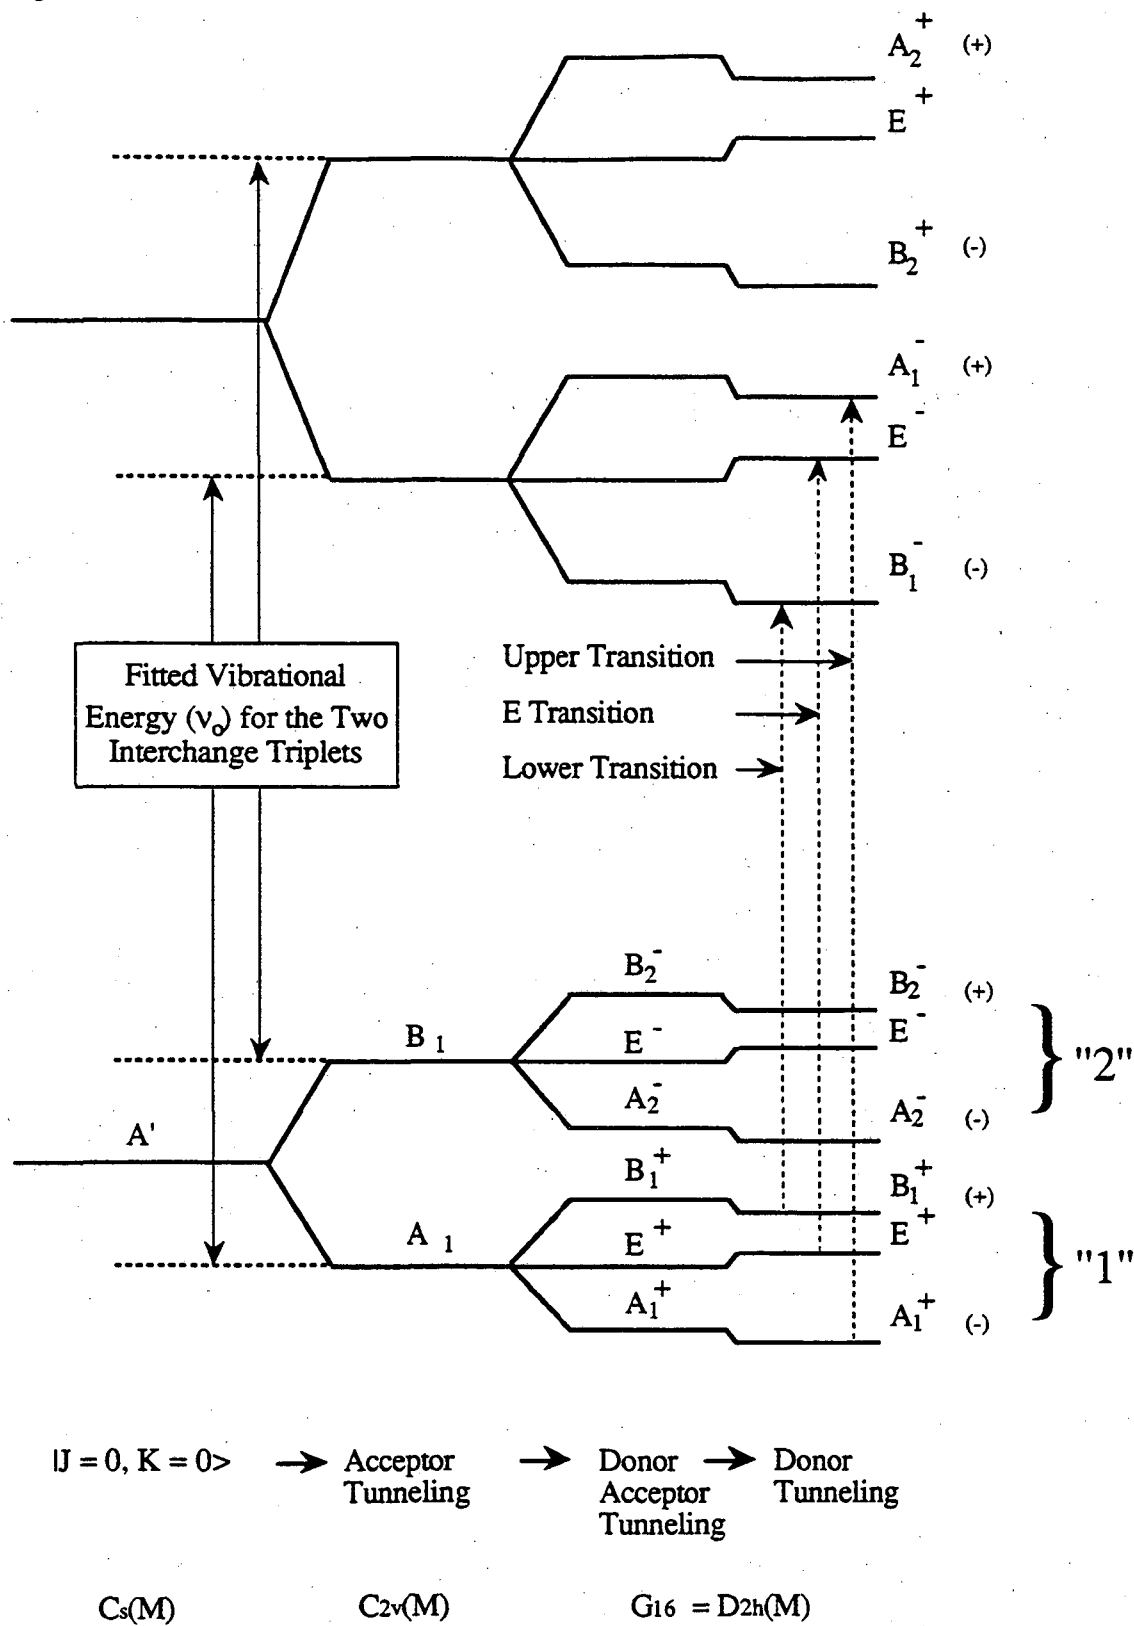 A2+ (+)
E+
B2+ (-)
A1- (+)
E-
B1- (-)
Upper Transition
E Transition
Lower Transition
Fitted Vibrational
Energy (νo) for the Two
Interchange Triplets
B2-
B2- (+)
E-
E-
"2"
B1
A2-
A2- (-)
A'
B1+
B1+ (+)
E+
E+
"1"
A1
A1+
A1+ (-)
|J = 0, K = 0> → Acceptor → Donor → Donor
Tunneling Acceptor Tunneling
Tunneling
Cs(M) C2v(M) G16 = D2h(M)